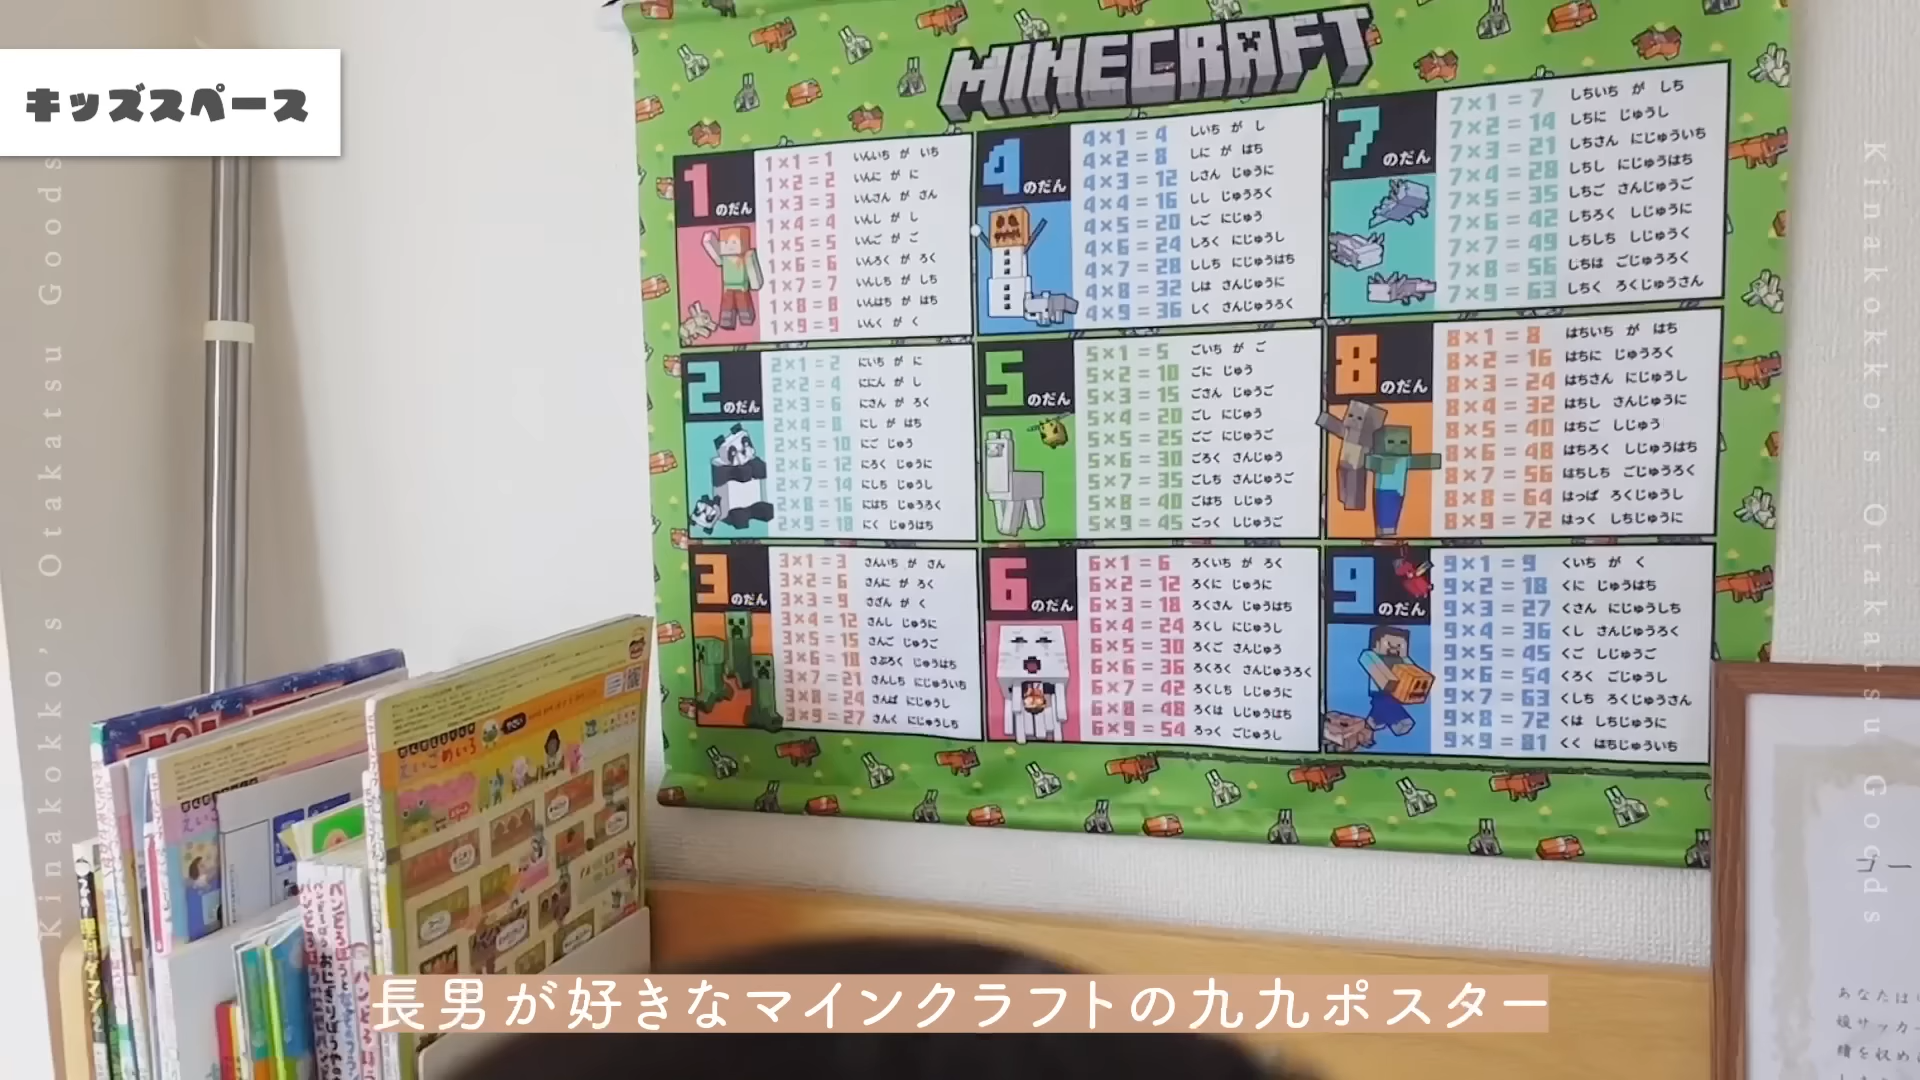 キッズスペース
MINECRAFT
1のだん
1×1=1 いんいち が いち
1×2=2 いんに が に
1×3=3 いんさん が さん
1×4=4 いんし が し
1×5=5 いんご が ご
1×6=6 いんろく が ろく
1×7=7 いんしち が しち
1×8=8 いんはち が はち
1×9=9 いんく が く
2のだん
2×1=2 にいち が に
2×2=4 ににん が し
2×3=6 にさん が ろく
2×4=8 にし が はち
2×5=10 にご じゅう
2×6=12 にろく じゅうに
2×7=14 にしち じゅうし
2×8=16 にはち じゅうろく
2×9=18 にく じゅうはち
3のだん
3×1=3 さんいち が さん
3×2=6 さんに が ろく
3×3=9 さざん が く
3×4=12 さんし じゅうに
3×5=15 さんご じゅうご
3×6=18 さぶろく じゅうはち
3×7=21 さんしち にじゅういち
3×8=24 さんぱ にじゅうし
3×9=27 さんく にじゅうしち
4のだん
4×1=4 しいち が し
4×2=8 しに が はち
4×3=12 しさん じゅうに
4×4=16 しし じゅうろく
4×5=20 しご にじゅう
4×6=24 しろく にじゅうし
4×7=28 ししち にじゅうはち
4×8=32 しは さんじゅうに
4×9=36 しく さんじゅうろく
5のだん
5×1=5 ごいち が ご
5×2=10 ごに じゅう
5×3=15 ごさん じゅうご
5×4=20 ごし にじゅう
5×5=25 ごご にじゅうご
5×6=30 ごろく さんじゅう
5×7=35 ごしち さんじゅうご
5×8=40 ごはち しじゅう
5×9=45 ごっく しじゅうご
6のだん
6×1=6 ろくいち が ろく
6×2=12 ろくに じゅうに
6×3=18 ろくさん じゅうはち
6×4=24 ろくし にじゅうし
6×5=30 ろくご さんじゅう
6×6=36 ろくろく さんじゅうろく
6×7=42 ろくしち しじゅうに
6×8=48 ろくは しじゅうはち
6×9=54 ろっく ごじゅうし
7のだん
7×1=7 しちいち が しち
7×2=14 しちに じゅうし
7×3=21 しちさん にじゅういち
7×4=28 しちし にじゅうはち
7×5=35 しちご さんじゅうご
7×6=42 しちろく しじゅうに
7×7=49 しちしち しじゅうく
7×8=56 しちは ごじゅうろく
7×9=63 しちく ろくじゅうさん
8のだん
8×1=8 はちいち が はち
8×2=16 はちに じゅうろく
8×3=24 はちさん にじゅうし
8×4=32 はちし さんじゅうに
8×5=40 はちご しじゅう
8×6=48 はちろく しじゅうはち
8×7=56 はちしち ごじゅうろく
8×8=64 はっぱ ろくじゅうし
8×9=72 はっく しちじゅうに
9のだん
9×1=9 くいち が く
9×2=18 くに じゅうはち
9×3=27 くさん にじゅうしち
9×4=36 くし さんじゅうろく
9×5=45 くご しじゅうご
9×6=54 くろく ごじゅうし
9×7=63 くしち ろくじゅうさん
9×8=72 くは しちじゅうに
9×9=81 くく はちじゅういち
Kinakokko's Otakatsu Goods
Kinakokko's Orakatsu Goods
やさい
えいごめいろ
あなたは
援サッカー
績を収め
長男が好きなマインクラフトの九九ポスター